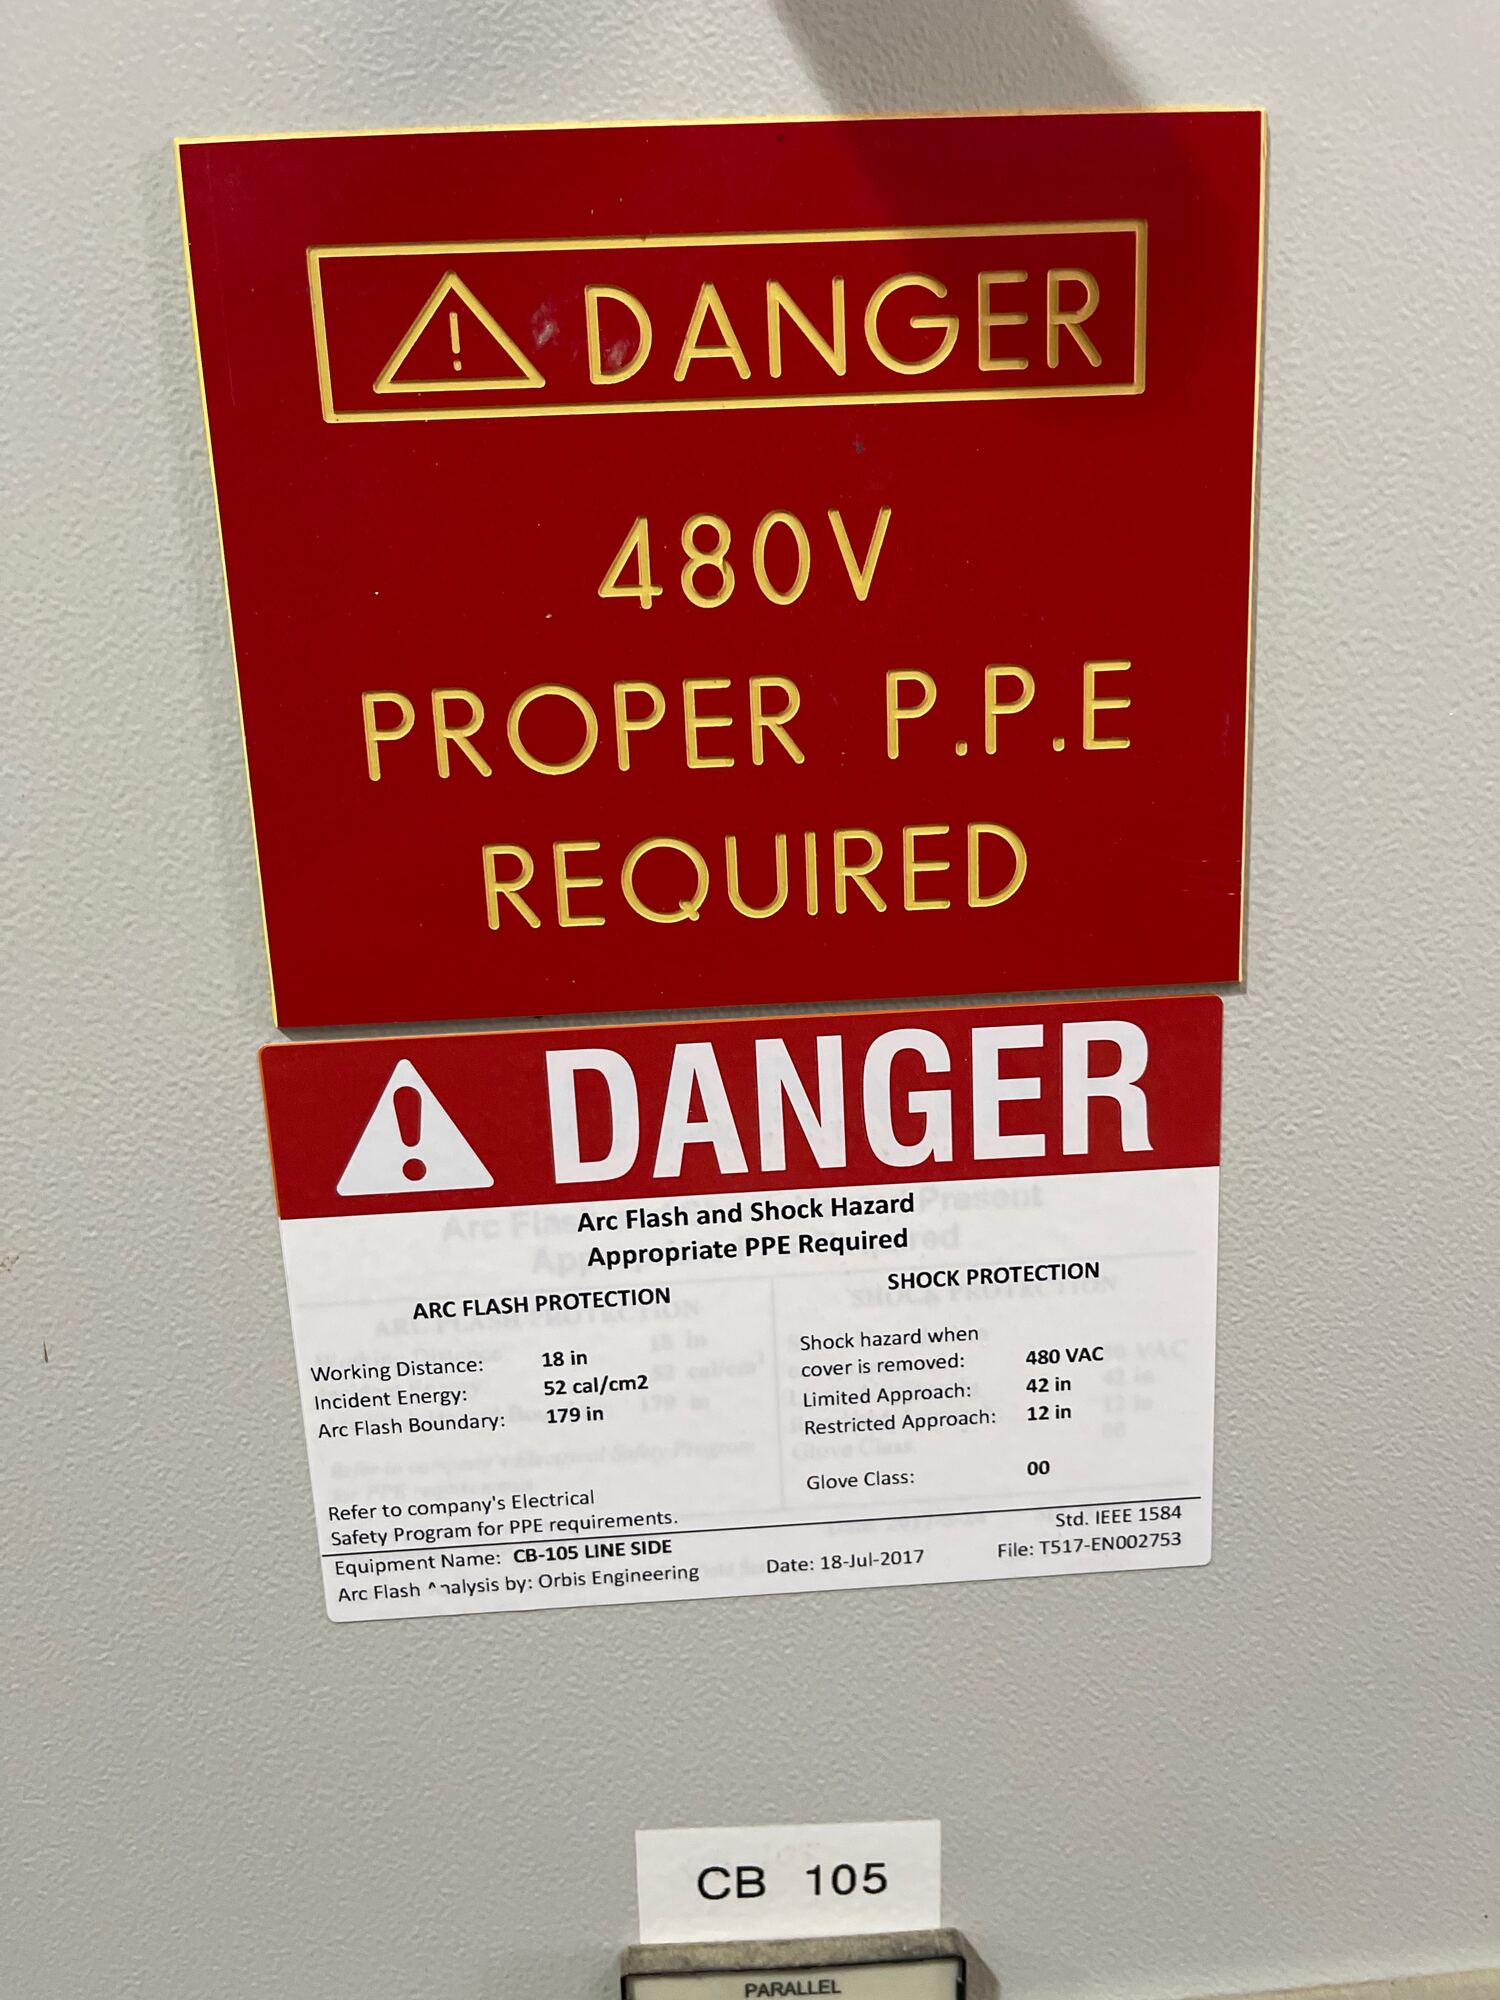 DANGER
480V
PROPER P.P.E
REQUIRED
DANGER
Arc Flash and Shock Hazard
Appropriate PPE Required
ARC FLASH PROTECTION
Working Distance: 18 in
Incident Energy: 52 cal/cm2
Arc Flash Boundary: 179 in
Refer to company's Electrical
Safety Program for PPE requirements.
SHOCK PROTECTION
Shock hazard when
cover is removed: 480 VAC
Limited Approach: 42 in
Restricted Approach: 12 in
Glove Class: 00
Std. IEEE 1584
Equipment Name: CB-105 LINE SIDE
Date: 18-Jul-2017
File: T517-EN002753
Arc Flash Analysis by: Orbis Engineering
CB 105
PARALLEL